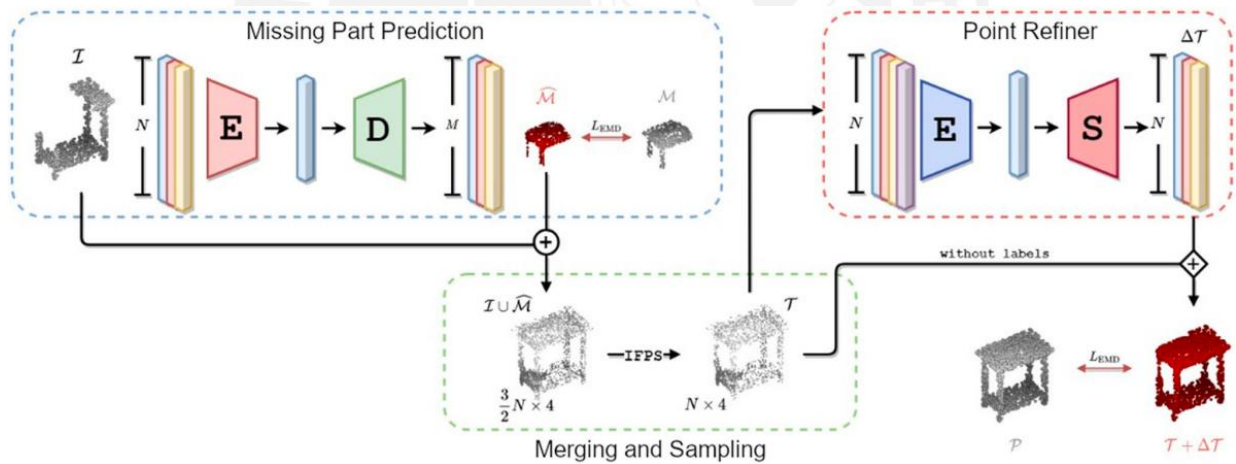 Missing Part Prediction
Point Refiner
𝓘
N
E
D
M
𝓜̂
L_EMD
𝓜
N
E
S
N
Δ𝒯
+
without labels
+
𝓘 ∪ 𝓜̂
IFPS
𝒯
3/2 N × 4
N × 4
L_EMD
𝒫
𝒯 + Δ𝒯
Merging and Sampling